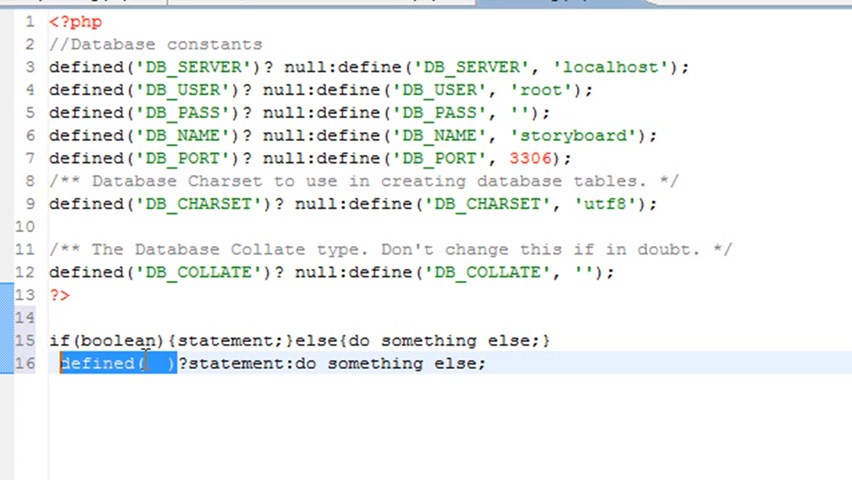 1 <?php
2 //Database constants
3 defined('DB_SERVER')? null:define('DB_SERVER', 'localhost');
4 defined('DB_USER')? null:define('DB_USER', 'root');
5 defined('DB_PASS')? null:define('DB_PASS', '');
6 defined('DB_NAME')? null:define('DB_NAME', 'storyboard');
7 defined('DB_PORT')? null:define('DB_PORT', 3306);
8 /** Database Charset to use in creating database tables. */
9 defined('DB_CHARSET')? null:define('DB_CHARSET', 'utf8');
10
11 /** The Database Collate type. Don't change this if in doubt. */
12 defined('DB_COLLATE')? null:define('DB_COLLATE', '');
13 ?>
14
15 if(boolean){statement;}else{do something else;}
16 defined(  )?statement:do something else;